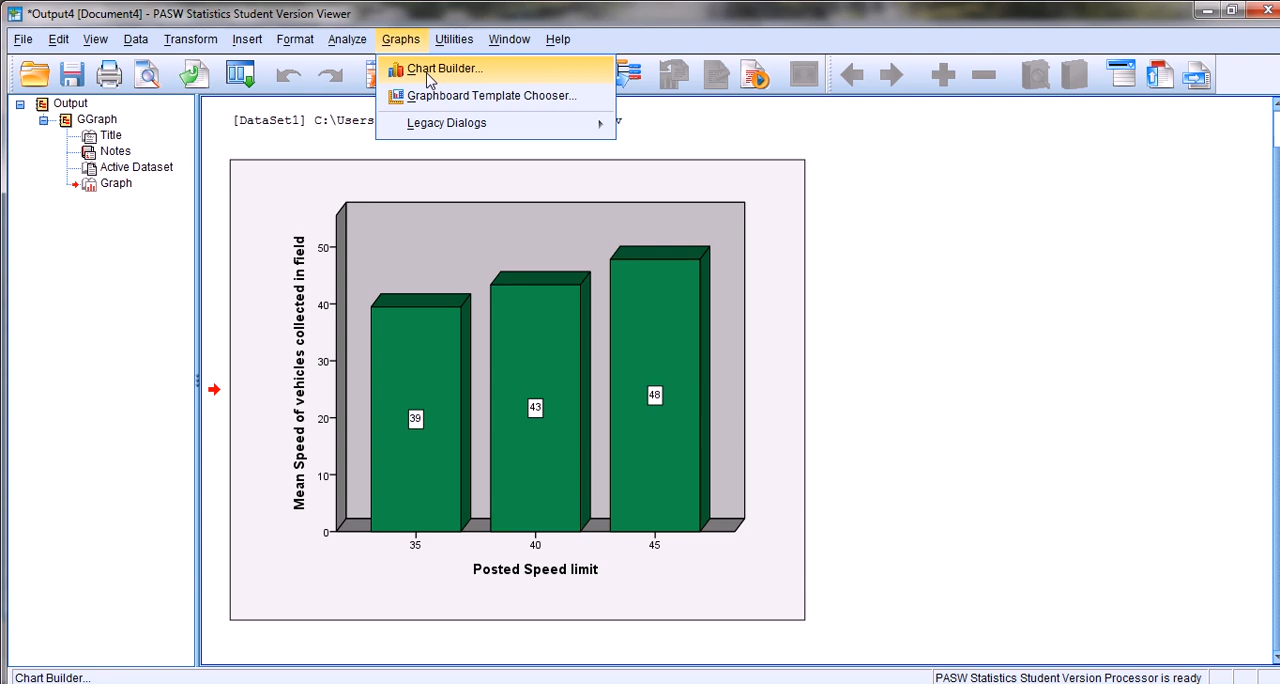 *Output4 [Document4] - PASW Statistics Student Version Viewer
File Edit View Data Transform Insert Format Analyze Graphs Utilities Window Help
Chart Builder...
Graphboard Template Chooser...
Legacy Dialogs
Output
GGraph
Title
Notes
Active Dataset
Graph
[DataSet1] C:\Users
v
Mean Speed of vehicles collected in field
50
40
30
20
10
0
39
43
48
35 40 45
Posted Speed limit
Chart Builder... PASW Statistics Student Version Processor is ready